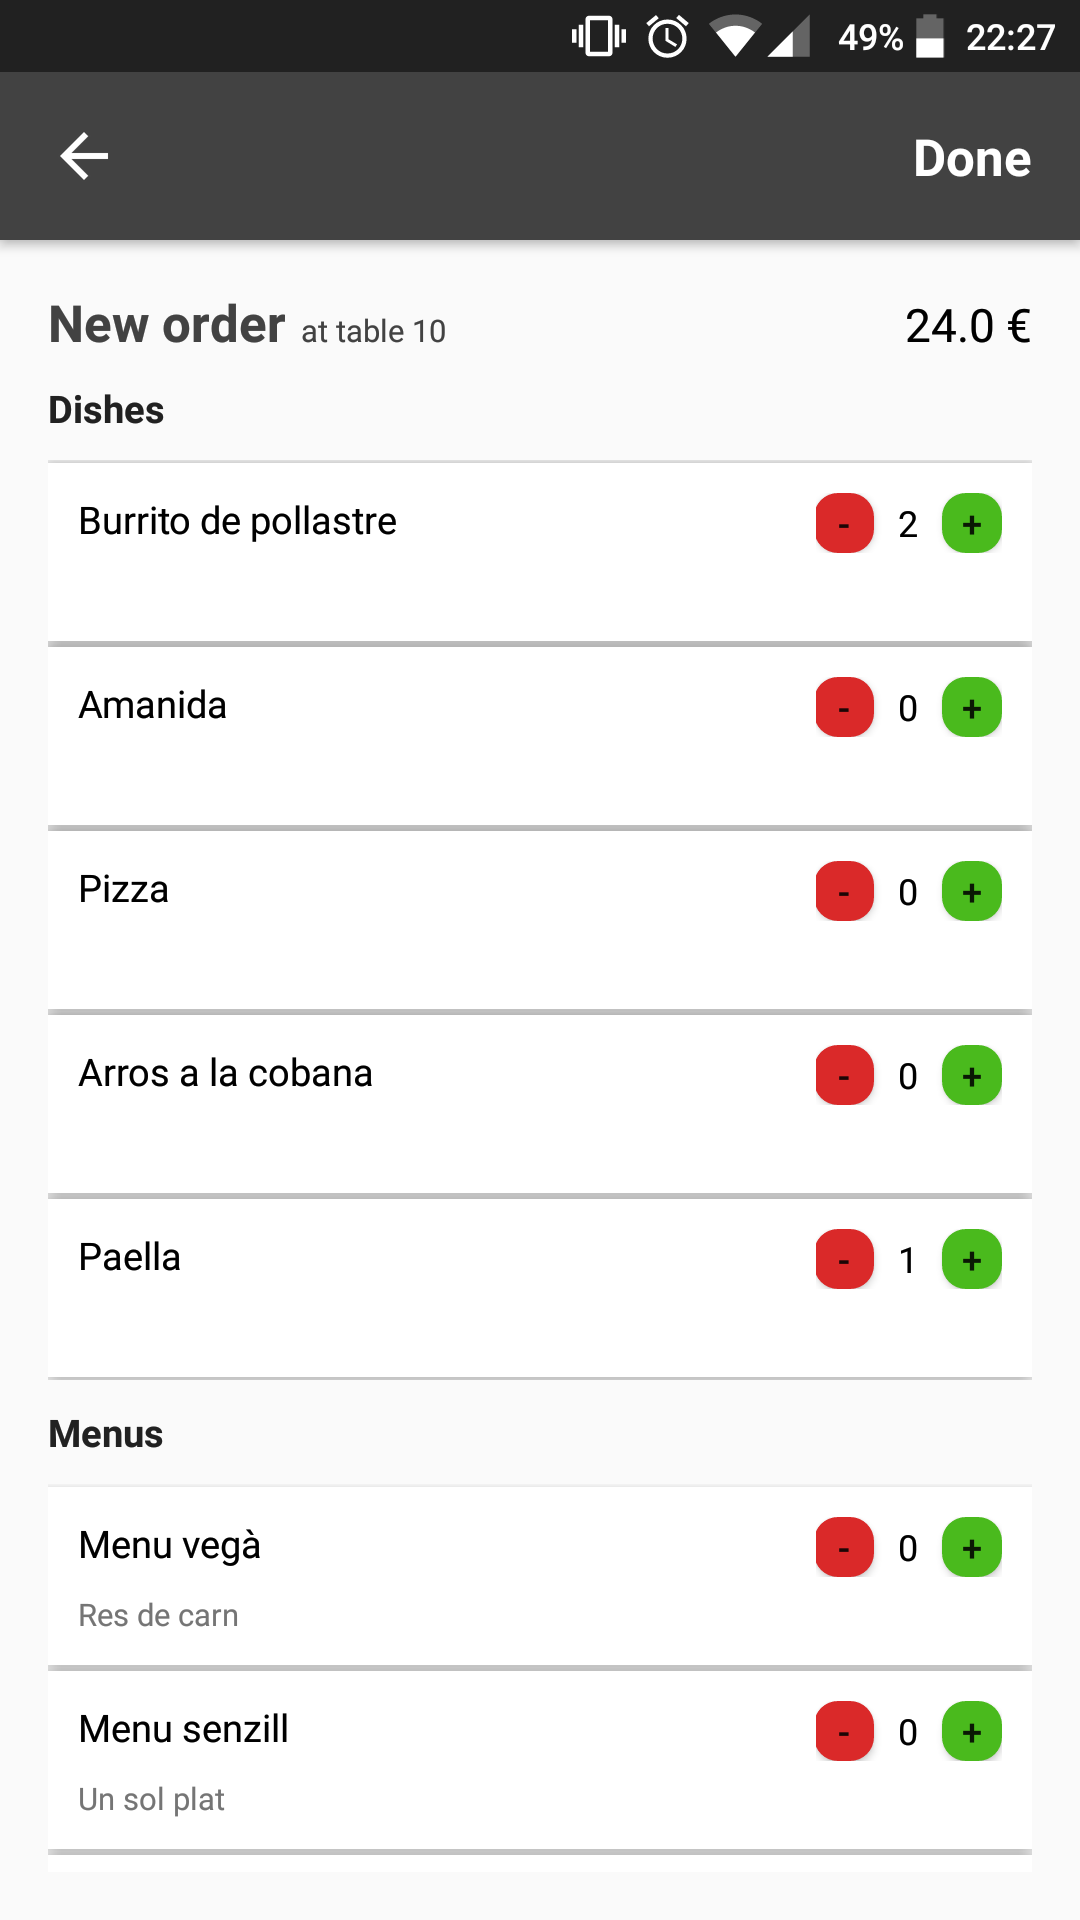 49% 22:27
Done
New order at table 10 24.0 €
Dishes
Burrito de pollastre - 2 +
Amanida - 0 +
Pizza - 0 +
Arros a la cobana - 0 +
Paella - 1 +
Menus
Menu vegà - 0 +
Res de carn
Menu senzill - 0 +
Un sol plat